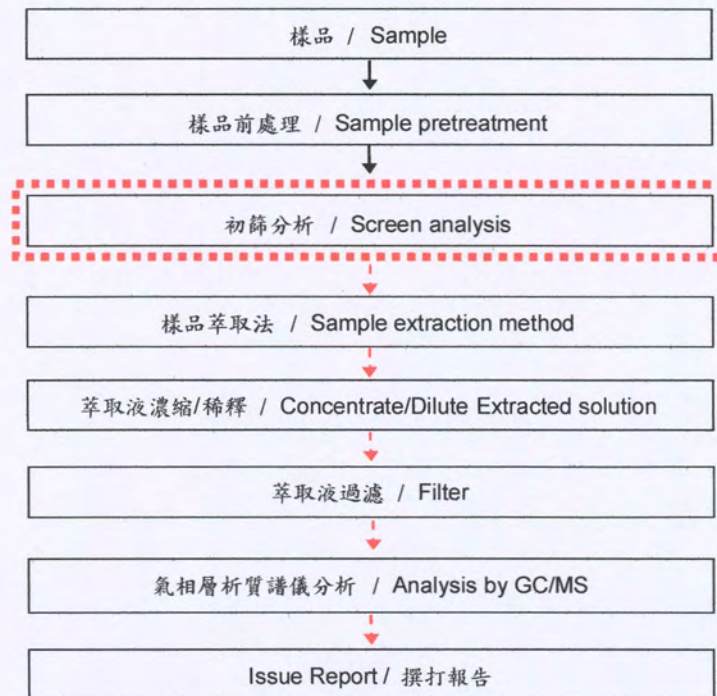 樣品 / Sample
樣品前處理 / Sample pretreatment
初篩分析 / Screen analysis
樣品萃取法 / Sample extraction method
萃取液濃縮/稀釋 / Concentrate/Dilute Extracted solution
萃取液過濾 / Filter
氣相層析質譜儀分析 / Analysis by GC/MS
Issue Report / 撰打報告